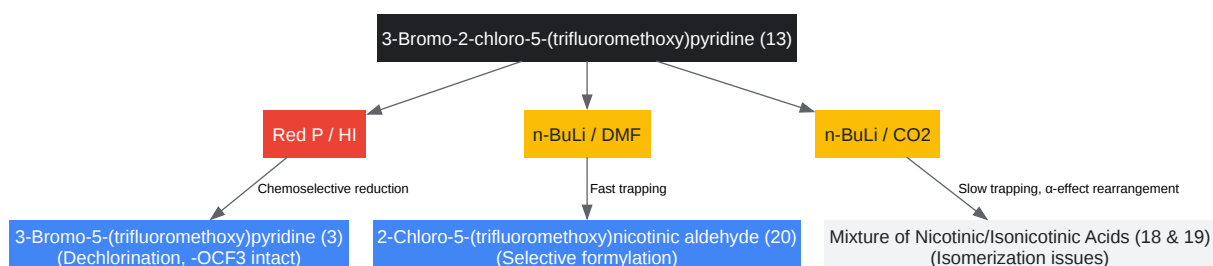 3-Bromo-2-chloro-5-(trifluoromethoxy)pyridine (13)
Red P / HI
n-BuLi / DMF
n-BuLi / CO2
Chemoselective reduction
Fast trapping
Slow trapping, α-effect rearrangement
3-Bromo-5-(trifluoromethoxy)pyridine (3)
(Dechlorination, -OCF3 intact)
2-Chloro-5-(trifluoromethoxy)nicotinic aldehyde (20)
(Selective formylation)
Mixture of Nicotinic/Isonicotinic Acids (18 & 19)
(Isomerization issues)